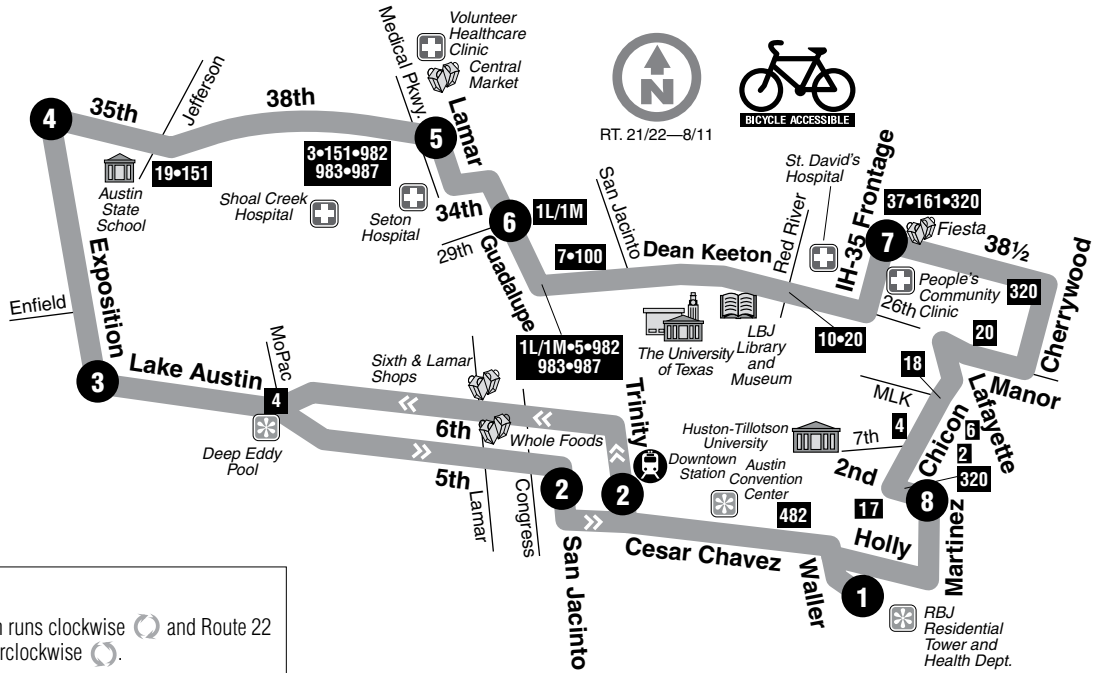 Volunteer
Healthcare
Clinic
Central
Market
Medical Pkwy.
Lamar
N
RT. 21/22—8/11
BICYCLE ACCESSIBLE
4
35th
Jefferson
38th
5
19•151
3•151•982
983•987
Austin
State
School
Shoal Creek
Hospital
Seton
Hospital
34th
29th
6
1L/1M
Guadalupe
7•100
San Jacinto
Dean Keeton
Red River
St. David's
Hospital
IH-35 Frontage
37•161•320
7
Fiesta
38½
Cherrywood
People's
Community
Clinic
26th
320
20
10•20
The University
of Texas
LBJ
Library
and
Museum
1L/1M•5•982
983•987
Exposition
Enfield
3
Lake Austin
MoPac
4
Deep Eddy
Pool
Sixth & Lamar
Shops
6th
Whole Foods
5th
Lamar
Congress
2
2
Trinity
Downtown
Station
Huston-Tillotson
University
Austin
Convention
Center
482
MLK
18
Manor
Lafayette
Chicon
4
7th
6
2
320
2nd
17
8
Holly
Martinez
Cesar Chavez
San Jacinto
Waller
1
RBJ
Residential
Tower and
Health Dept.
runs clockwise and Route 22
rclockwise .